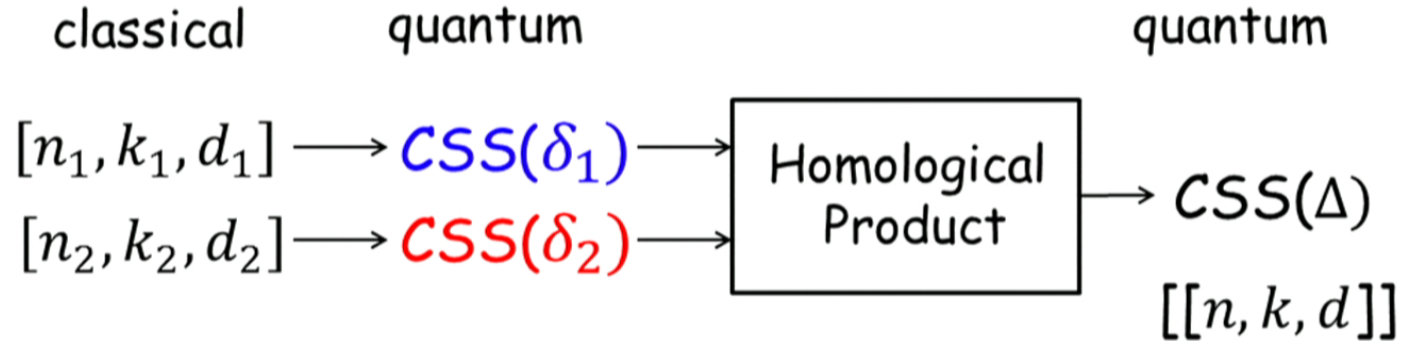 classical quantum quantum
[n₁, k₁, d₁] CSS(δ₁)
[n₂, k₂, d₂] CSS(δ₂)
Homological
Product
CSS(Δ)
[[n, k, d]]